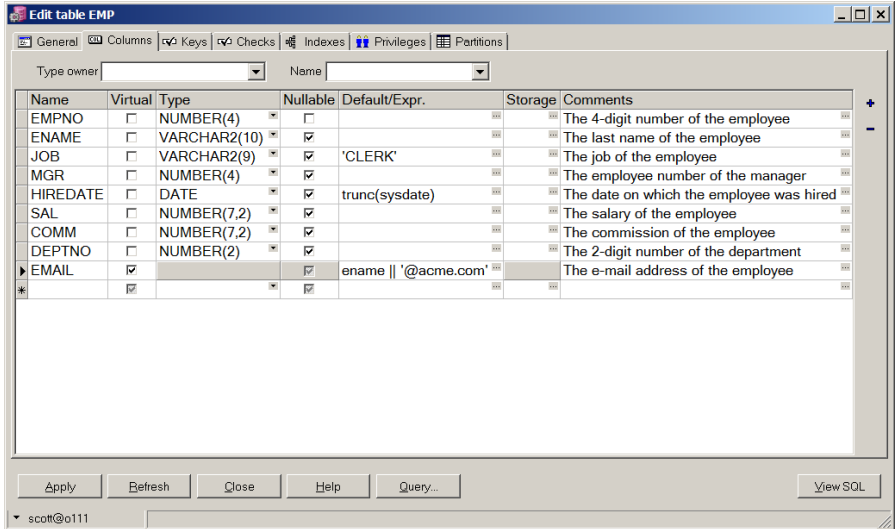 Edit table EMP
General Columns Keys Checks Indexes Privileges Partitions
Type owner Name
Name Virtual Type Nullable Default/Expr. Storage Comments
EMPNO NUMBER(4) The 4-digit number of the employee
ENAME VARCHAR2(10) The last name of the employee
JOB VARCHAR2(9) 'CLERK' The job of the employee
MGR NUMBER(4) The employee number of the manager
HIREDATE DATE trunc(sysdate) The date on which the employee was hired
SAL NUMBER(7,2) The salary of the employee
COMM NUMBER(7,2) The commission of the employee
DEPTNO NUMBER(2) The 2-digit number of the department
EMAIL ename || '@acme.com' The e-mail address of the employee
Apply Refresh Close Help Query... View SQL
scott@o111